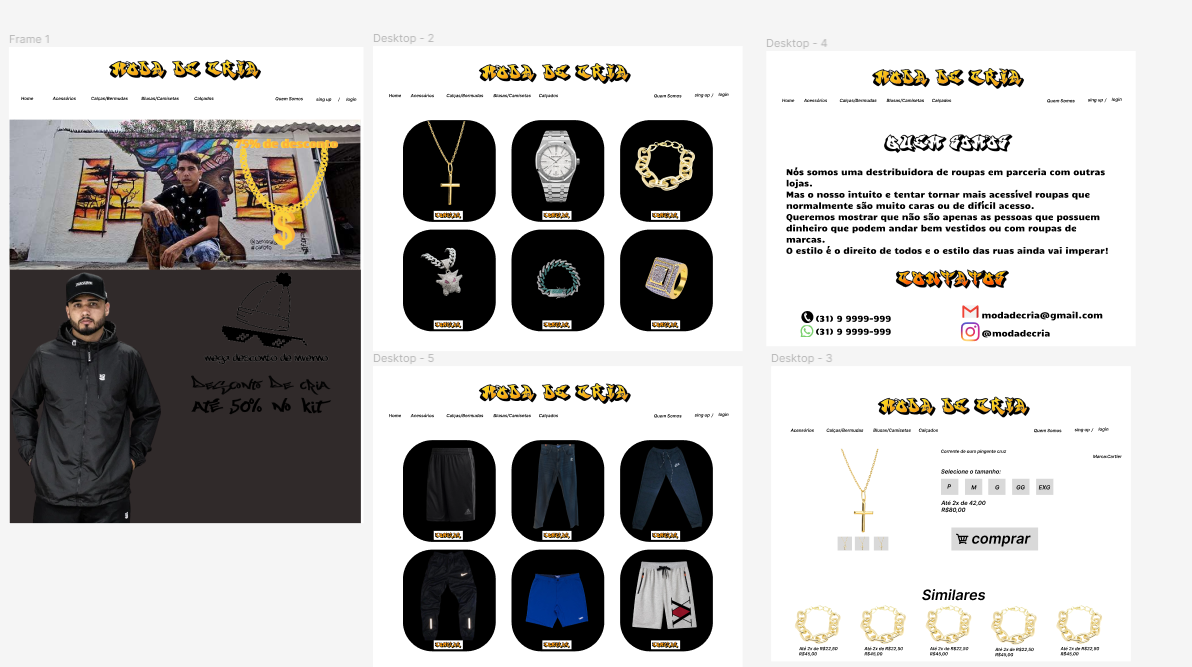 Frame 1
MODA DE CRIA
Home Acessórios Calças/Bermudas Blusas/Camisetas Calçados Quem Somos sing up / login
75% de desconto
$
Mega desconto de inverno
Desconto De cria
ATÉ 50% No kit
Desktop - 2
MODA DE CRIA
Home Acessórios Calças/Bermudas Blusas/Camisetas Calçados Quem Somos sing up / login
Desktop - 5
MODA DE CRIA
Home Acessórios Calças/Bermudas Blusas/Camisetas Calçados Quem Somos sing up / login
Desktop - 4
MODA DE CRIA
Home Acessórios Calças/Bermudas Blusas/Camisetas Calçados Quem Somos sing up / login
QUEM SOMOS
Nós somos uma destribuidora de roupas em parceria com outras
lojas.
Mas o nosso intuito e tentar tornar mais acessível roupas que
normalmente são muito caras ou de difícil acesso.
Queremos mostrar que não são apenas as pessoas que possuem
dinheiro que podem andar bem vestidos ou com roupas de
marcas.
O estilo é o direito de todos e o estilo das ruas ainda vai imperar!
CONTATOS
(31) 9 9999-999
(31) 9 9999-999
modadecria@gmail.com
@modadecria
Desktop - 3
MODA DE CRIA
Acessórios Calças/Bermudas Blusas/Camisetas Calçados Quem Somos sing up / login
Corrente de ouro pingente cruz
Marca:Cartier
Selecione o tamanho:
P M G GG EXG
Até 2x de 42,00
R$80,00
comprar
Similares
Até 2x de R$22,50
R$45,00
Até 2x de R$22,50
R$45,00
Até 2x de R$22,50
R$45,00
Até 2x de R$22,50
R$45,00
Até 2x de R$22,50
R$45,00